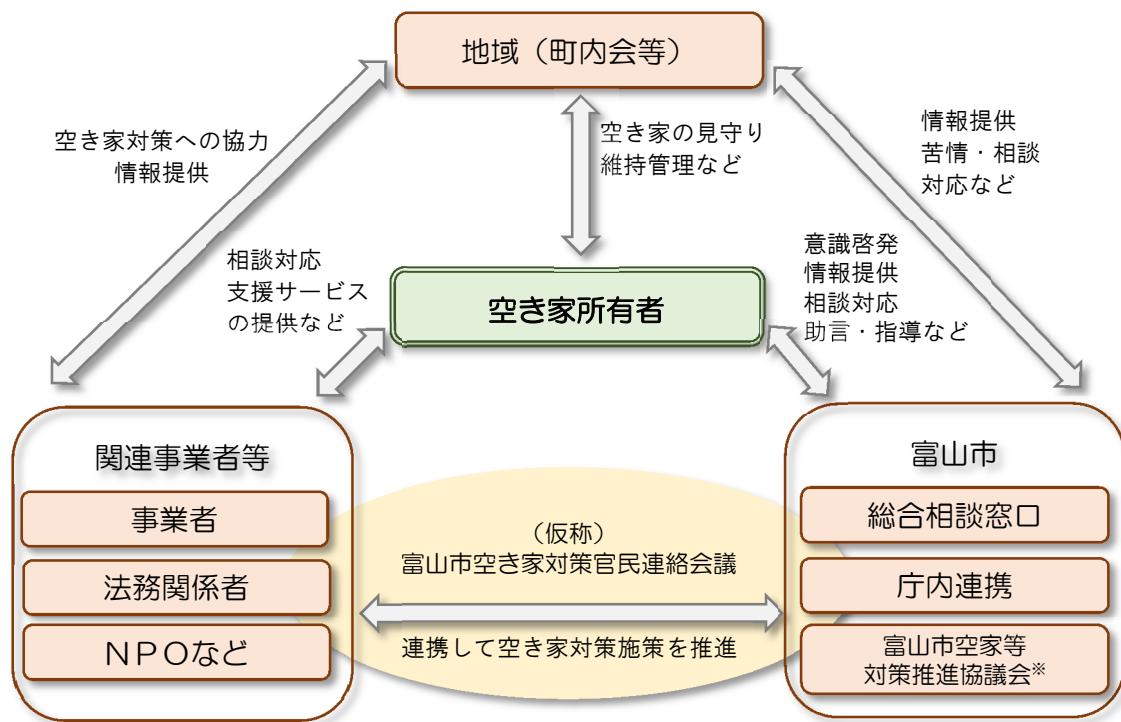 地域（町内会等）
空き家対策への協力
情報提供
空き家の見守り
維持管理など
情報提供
苦情・相談
対応など
相談対応
支援サービス
の提供など
空き家所有者
意識啓発
情報提供
相談対応
助言・指導など
関連事業者等
事業者
法務関係者
ＮＰＯなど
（仮称）
富山市空き家対策官民連絡会議
連携して空き家対策施策を推進
富山市
総合相談窓口
庁内連携
富山市空家等
対策推進協議会※